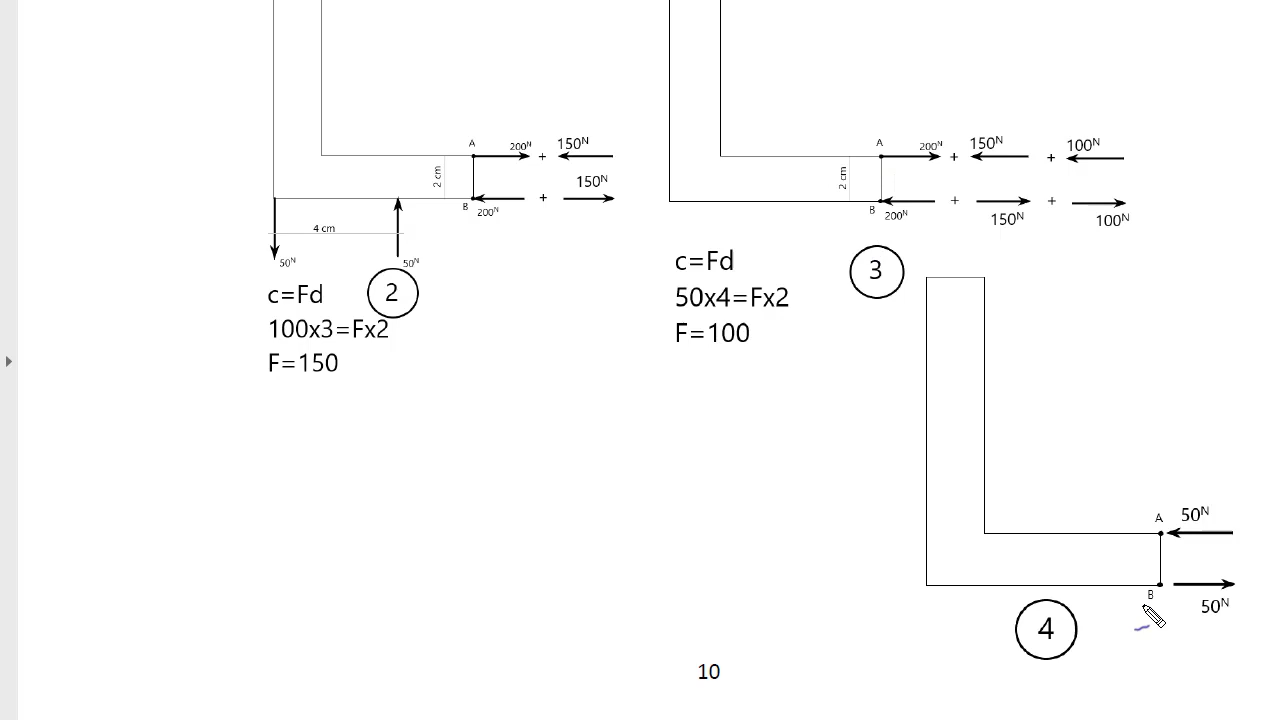 A
200N
+
150N
2 cm
150N
B
200N
+
4 cm
50N
50N
c=Fd
2
100x3=Fx2
F=150
A
200N
+
150N
+
100N
2 cm
B
200N
+
150N
+
100N
c=Fd
3
50x4=Fx2
F=100
A
50N
B
50N
4
10